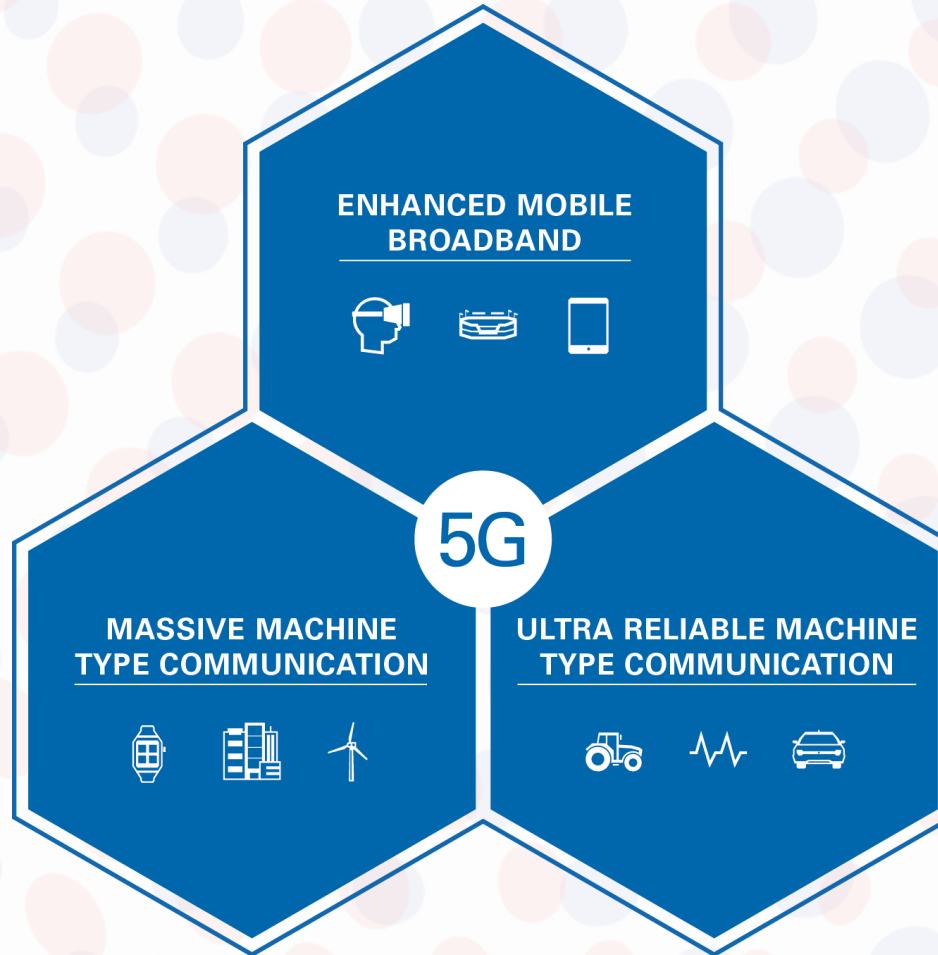 ENHANCED MOBILE
BROADBAND
5G
MASSIVE MACHINE
TYPE COMMUNICATION
ULTRA RELIABLE MACHINE
TYPE COMMUNICATION